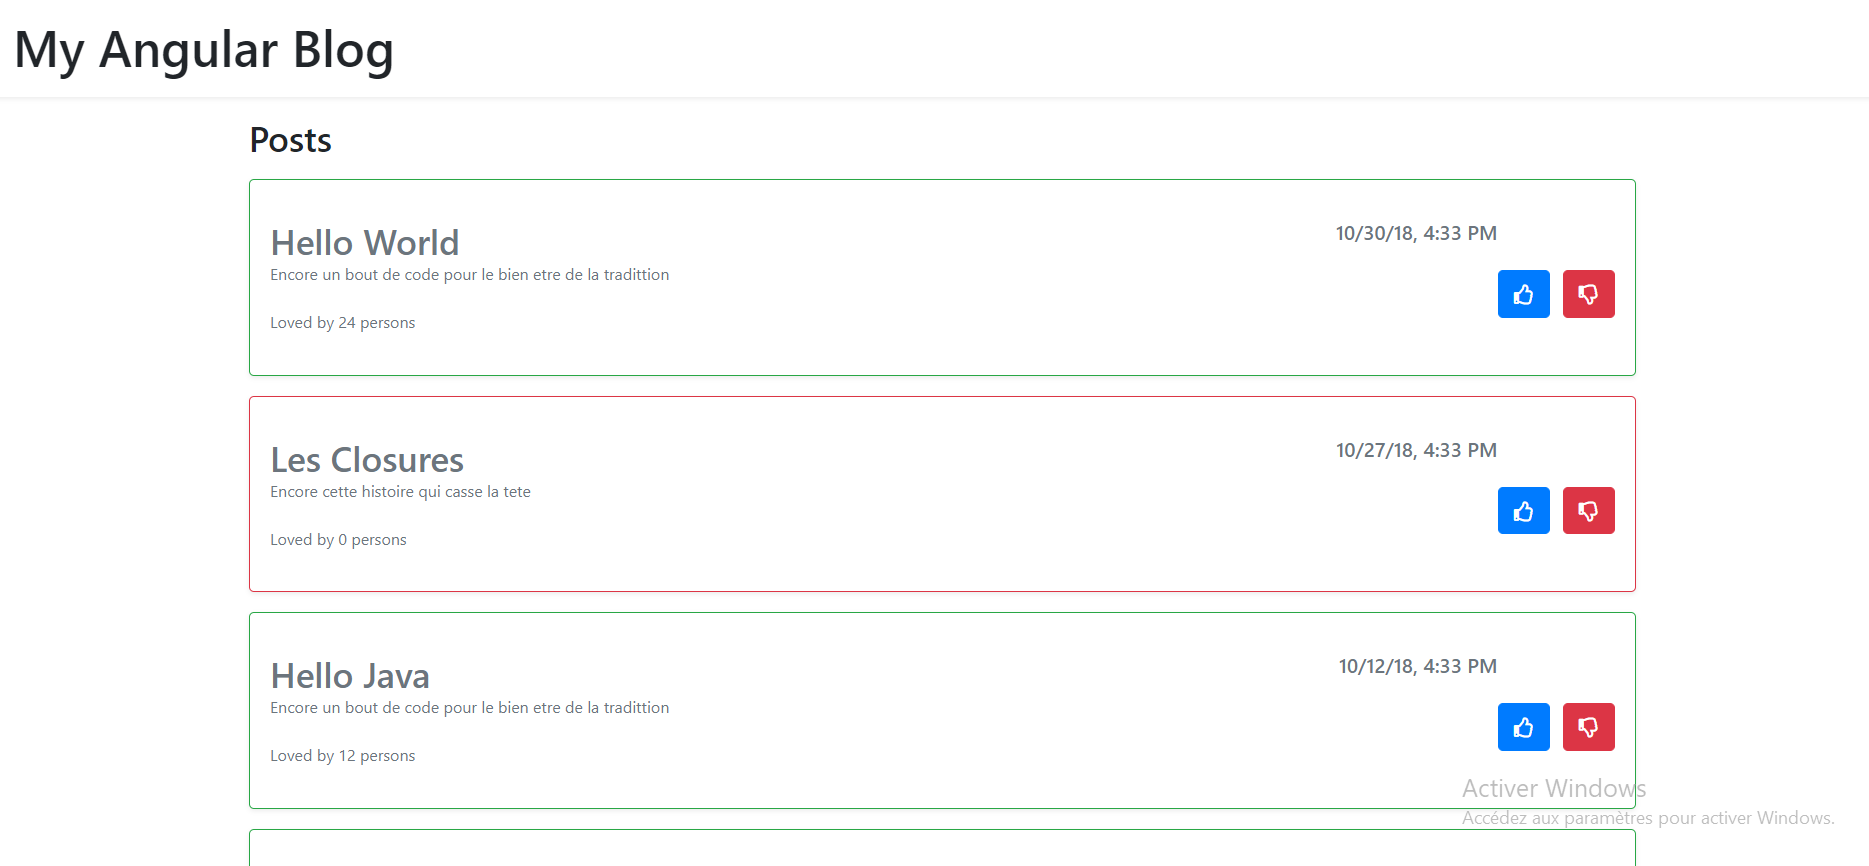 My Angular Blog
Posts
Hello World
10/30/18, 4:33 PM
Encore un bout de code pour le bien etre de la tradittion
Loved by 24 persons
Les Closures
10/27/18, 4:33 PM
Encore cette histoire qui casse la tete
Loved by 0 persons
Hello Java
10/12/18, 4:33 PM
Encore un bout de code pour le bien etre de la tradittion
Loved by 12 persons
Activer Windows
Accédez aux paramètres pour activer Windows.